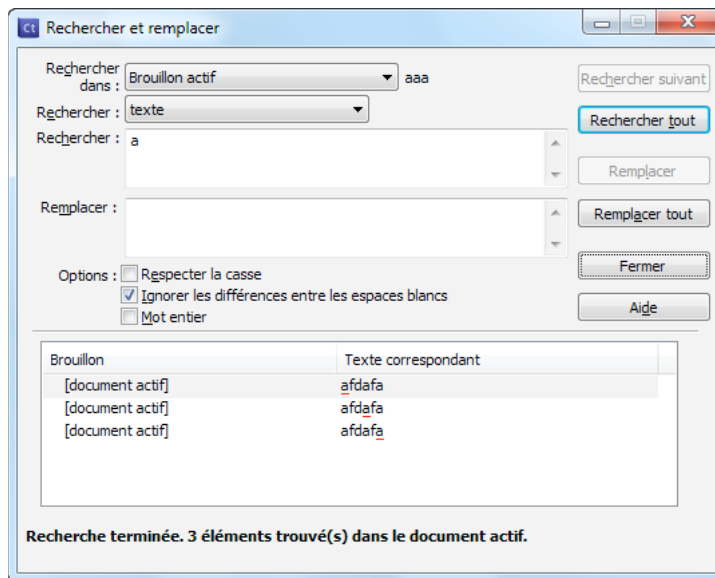 Ct Rechercher et remplacer
Rechercher dans : Brouillon actif aaa Rechercher suivant
Rechercher : texte
Rechercher tout
Rechercher : a
Remplacer
Remplacer :
Remplacer tout
Fermer
Options : Respecter la casse
Ignorer les différences entre les espaces blancs
Aide
Mot entier
Brouillon Texte correspondant
[document actif] afdafa
[document actif] afdafa
[document actif] afdafa
Recherche terminée. 3 éléments trouvé(s) dans le document actif.